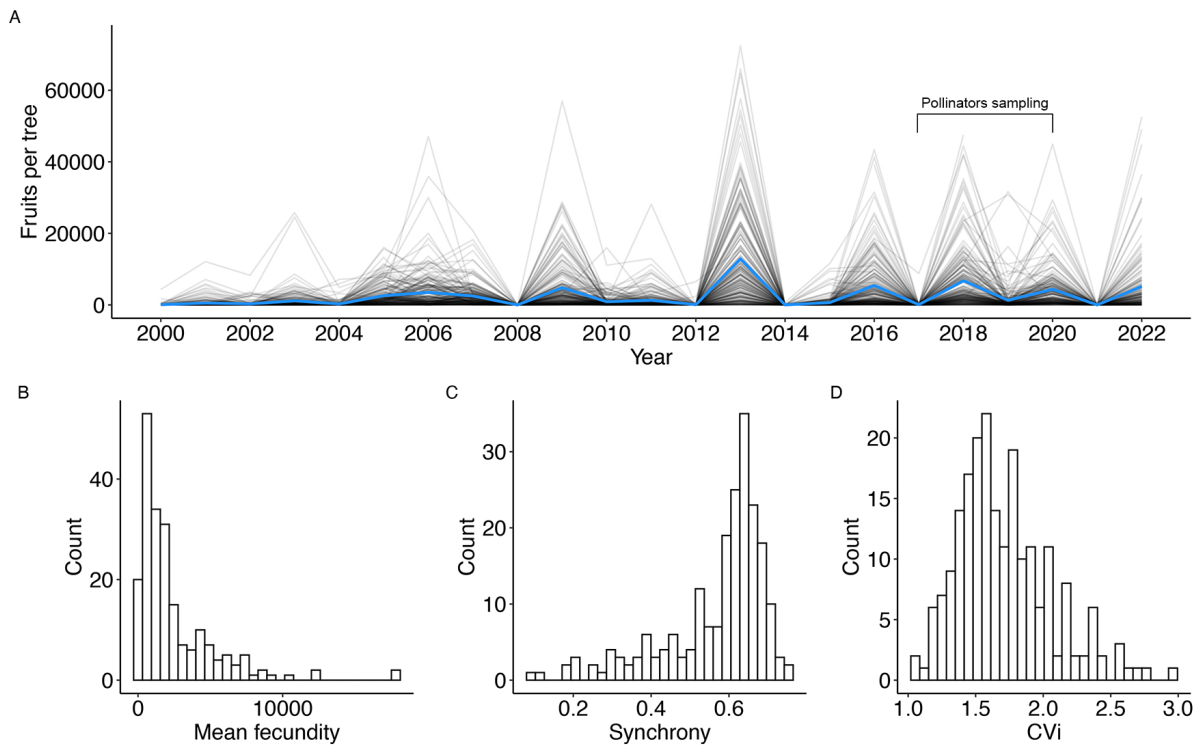 A
Fruits per tree
60000
40000
20000
0
Pollinators sampling
2000 2002 2004 2006 2008 2010 2012 2014 2016 2018 2020 2022
Year
B
Count
40
20
0
0 10000
Mean fecundity
C
Count
30
20
10
0
0.2 0.4 0.6
Synchrony
D
Count
20
15
10
5
0
1.0 1.5 2.0 2.5 3.0
CVi